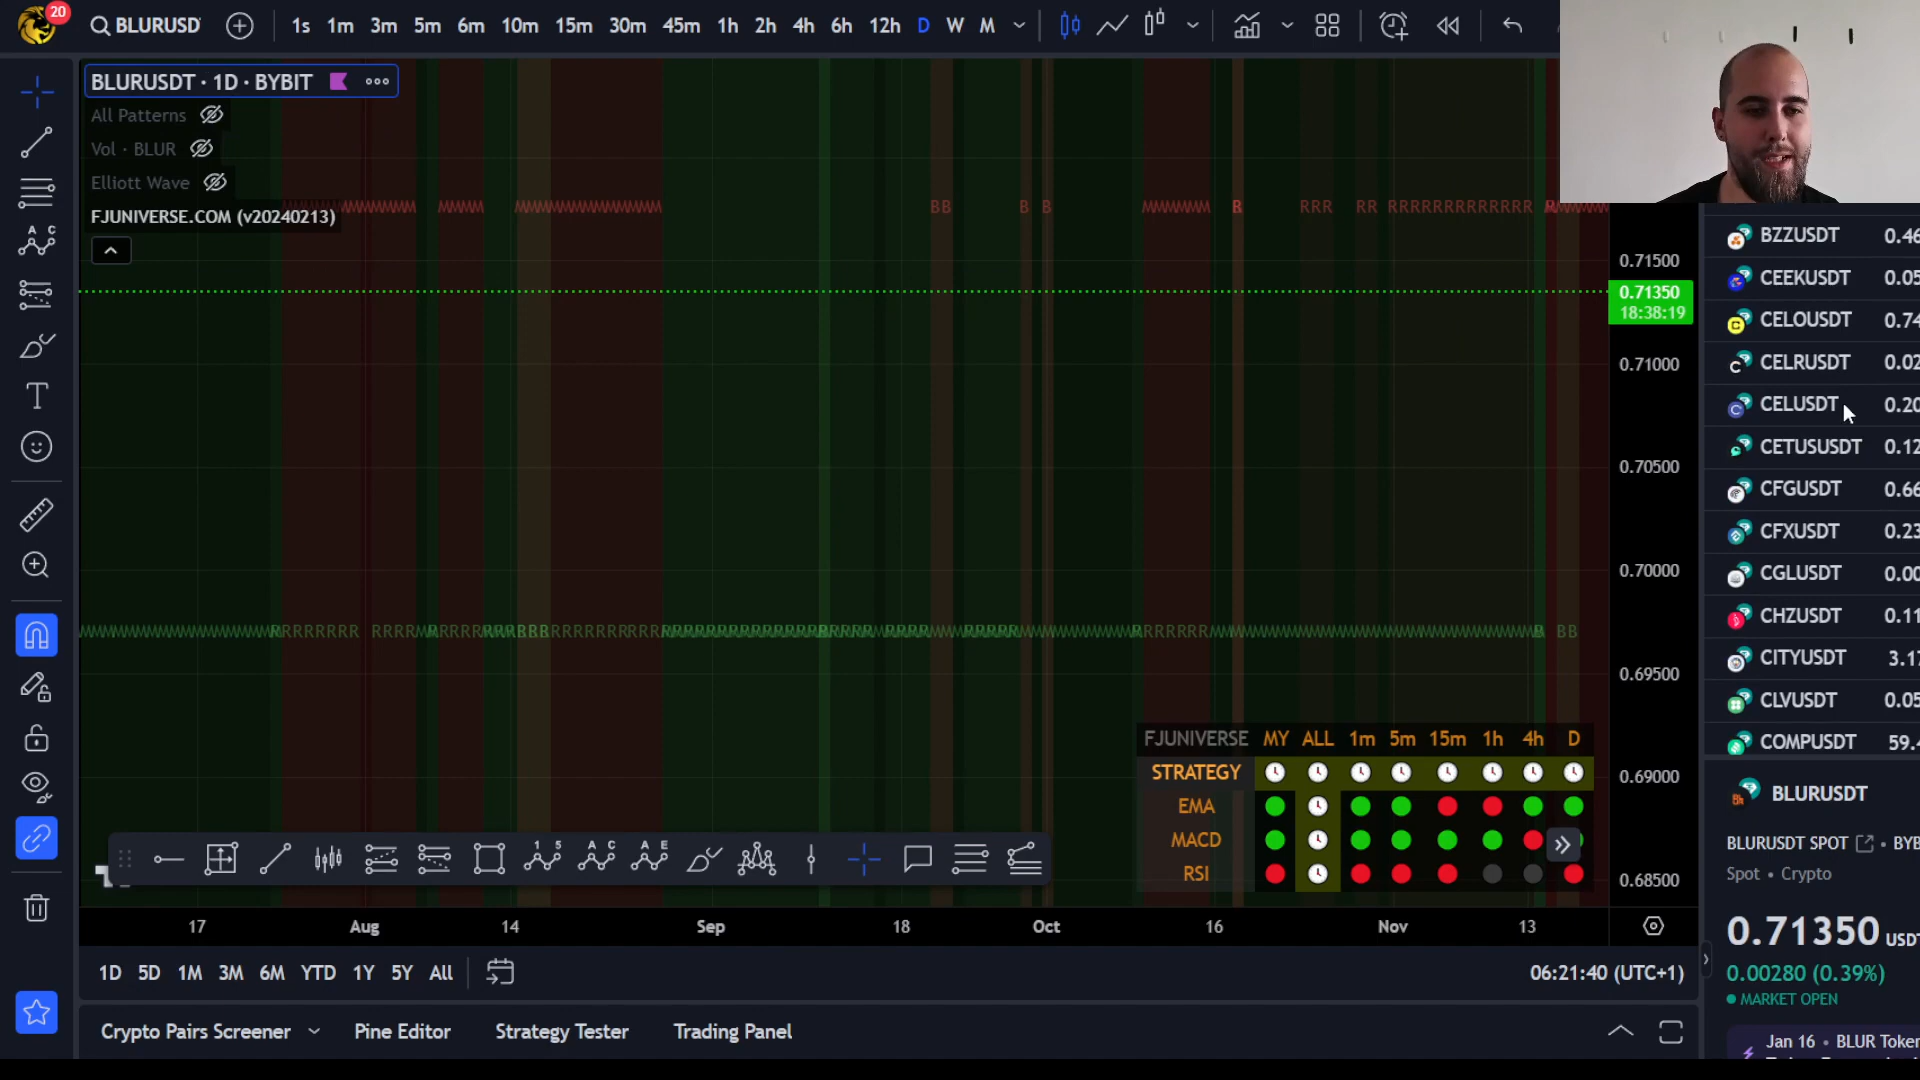 20
BLURUSD
1s 1m 3m 5m 6m 10m 15m 30m 45m 1h 2h 4h 6h 12h D W M
BLURUSDT · 1D · BYBIT
All Patterns
Vol · BLUR
Elliott Wave
FJUNIVERSE.COM (v20240213)
BB B B B RRR RR RRRRRRRRRRRRR
0.71500
0.71350
18:38:19
0.71000
0.70500
0.70000
0.69500
0.69000
0.68500
FJUNIVERSE MY ALL 1m 5m 15m 1h 4h D
STRATEGY
EMA
MACD
RSI
17 Aug 14 Sep 18 Oct 16 Nov 13
1D 5D 1M 3M 6M YTD 1Y 5Y All
06:21:40 (UTC+1)
Crypto Pairs Screener Pine Editor Strategy Tester Trading Panel
BZZUSDT 0.46
CEEKUSDT 0.05
CELOUSDT 0.74
CELRUSDT 0.02
CELUSDT 0.20
CETUSUSDT 0.12
CFGUSDT 0.66
CFXUSDT 0.23
CGLUSDT 0.00
CHZUSDT 0.11
CITYUSDT 3.17
CLVUSDT 0.05
COMPUSDT 59.4
BLURUSDT
BLURUSDT SPOT • BYB
Spot • Crypto
0.71350 USDT
0.00280 (0.39%)
MARKET OPEN
Jan 16 • BLUR Token